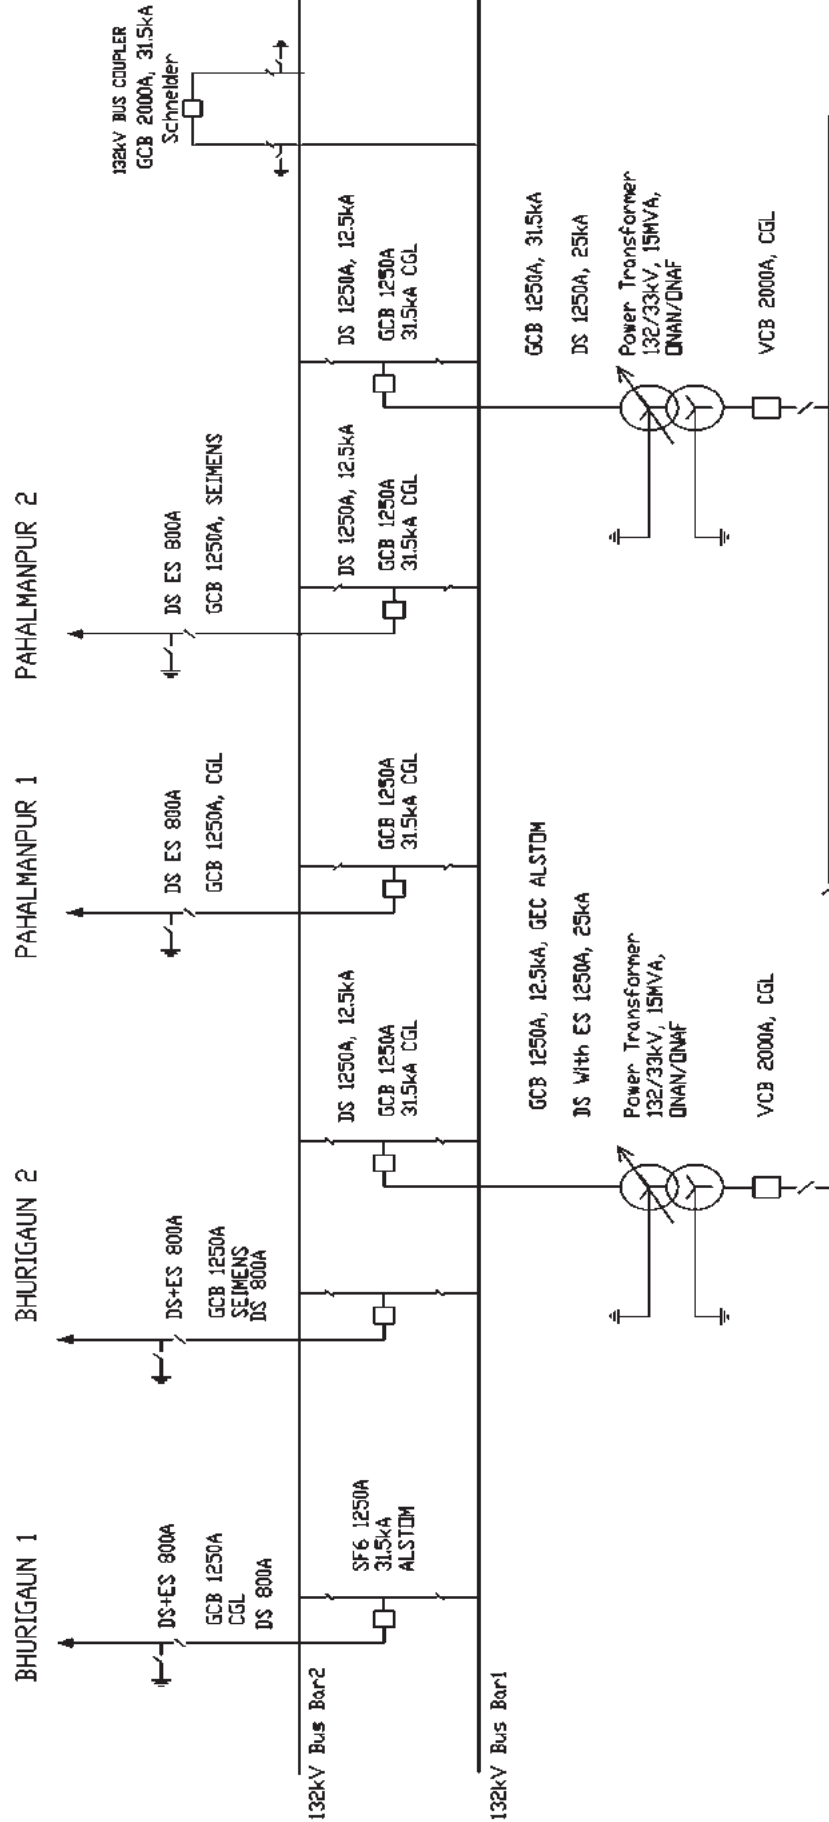 BHURIGAUN 1
DS+ES 800A
GCB 1250A
CGL
DS 800A
SF6 1250A
31.5kA
ALSTOM
BHURIGAUN 2
DS+ES 800A
GCB 1250A
SEIMENS
DS 800A
DS 1250A, 12.5kA
GCB 1250A
31.5kA CGL
PAHALMANPUR 1
DS ES 800A
GCB 1250A, CGL
GCB 1250A
31.5kA CGL
PAHALMANPUR 2
DS ES 800A
GCB 1250A, SEIMENS
DS 1250A, 12.5kA
GCB 1250A
31.5kA CGL
DS 1250A, 12.5kA
GCB 1250A
31.5kA CGL
132kV BUS COUPLER
GCB 2000A, 31.5kA
Schneider
132kV Bus Bar2
132kV Bus Bar1
GCB 1250A, 12.5kA, GEC ALSTOM
DS With ES 1250A, 25kA
Power Transformer
132/33kV, 15MVA,
ONAN/ONAF
VCB 2000A, CGL
GCB 1250A, 31.5kA
DS 1250A, 25kA
Power Transformer
132/33kV, 15MVA,
ONAN/ONAF
VCB 2000A, CGL